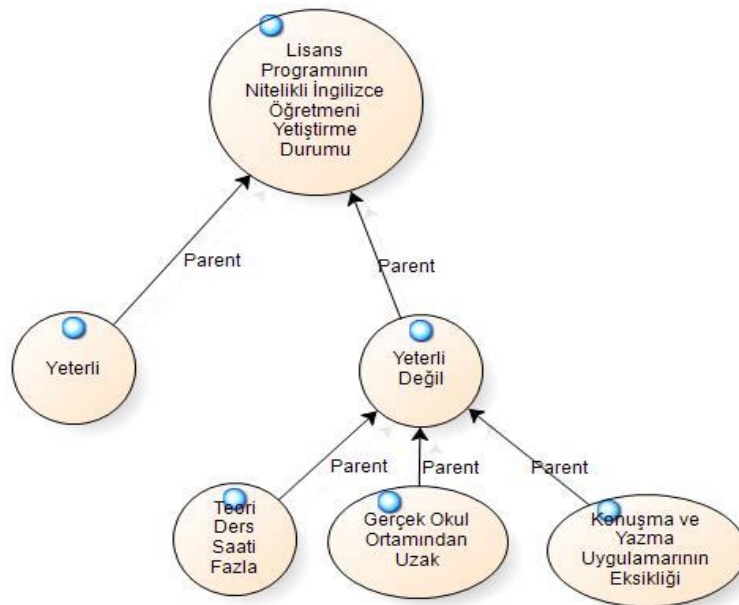 Lisans
Programının
Nitelikli İngilizce
Öğretmeni
Yetiştirme
Durumu
Parent
Parent
Yeterli
Yeterli
Değil
Parent
Parent
Parent
Teori
Ders
Saati
Fazla
Gerçek Okul
Ortamından
Uzak
Konuşma ve
Yazma
Uygulamarının
Eksikliği